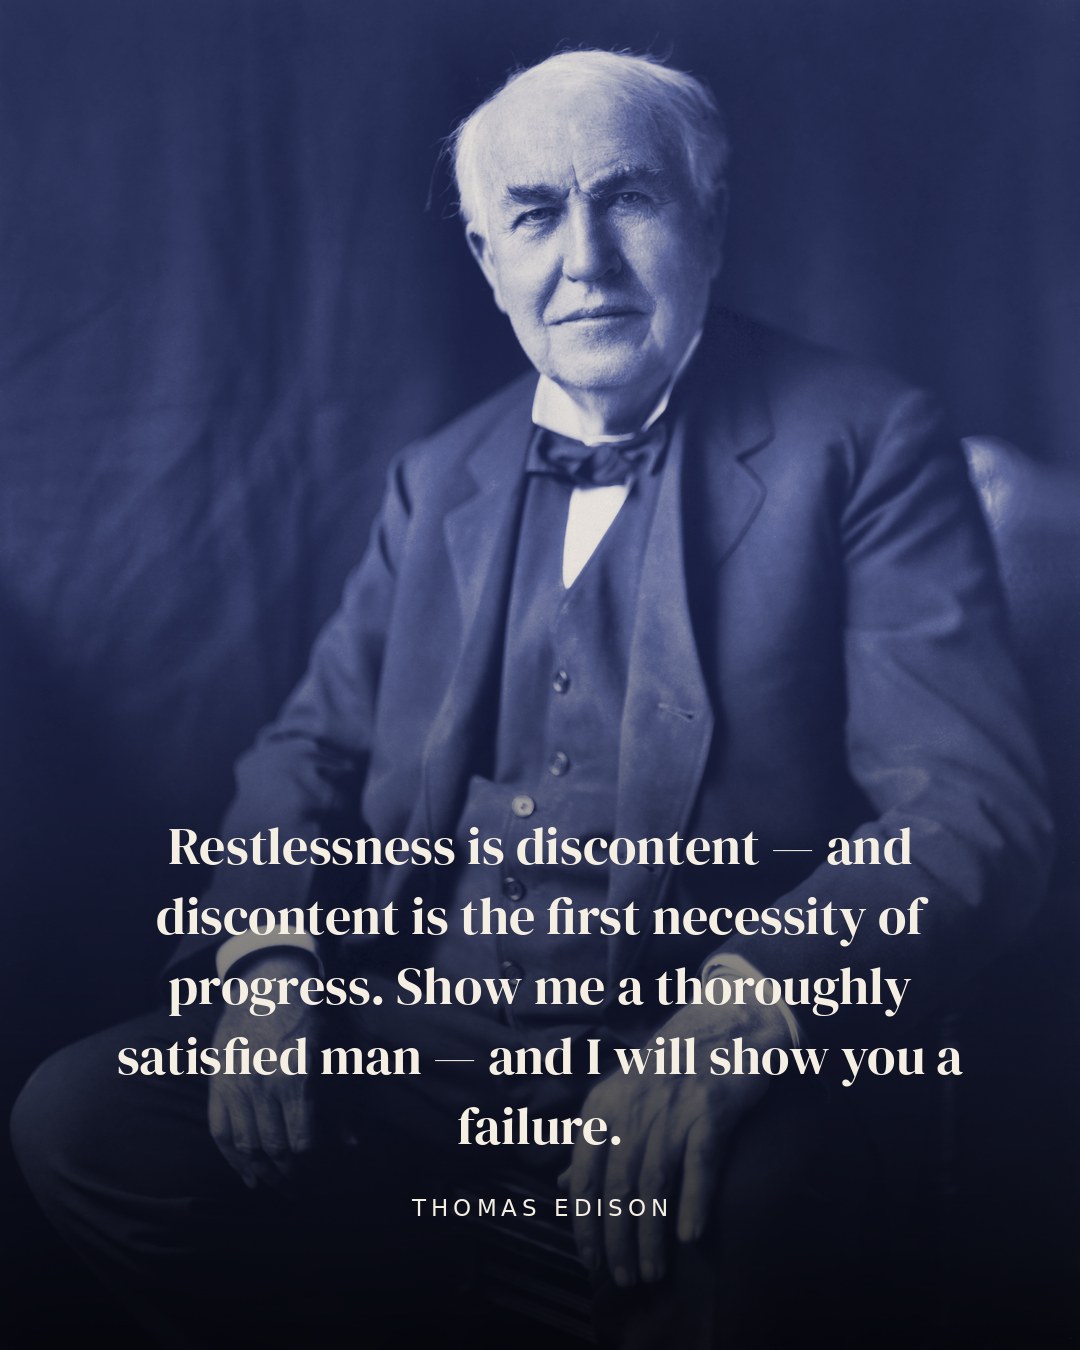 Restlessness is discontent — and
discontent is the first necessity of
progress. Show me a thoroughly
satisfied man — and I will show you a
failure.
THOMAS EDISON